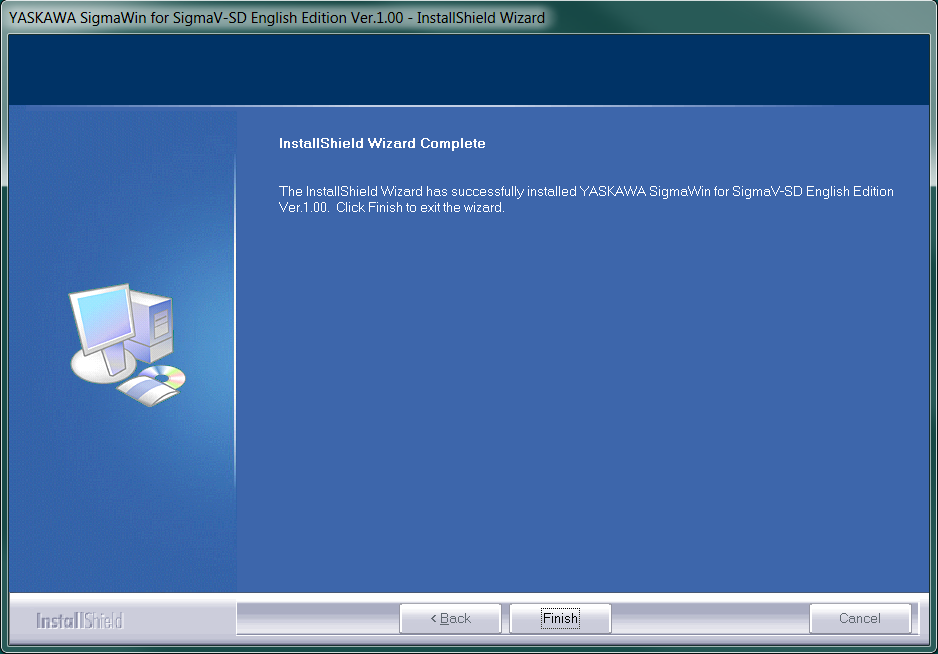 YASKAWA SigmaWin for SigmaV-SD English Edition Ver.1.00 - InstallShield Wizard
InstallShield Wizard Complete
The InstallShield Wizard has successfully installed YASKAWA SigmaWin for SigmaV-SD English Edition
Ver.1.00. Click Finish to exit the wizard.
InstallShield
< Back
Finish
Cancel